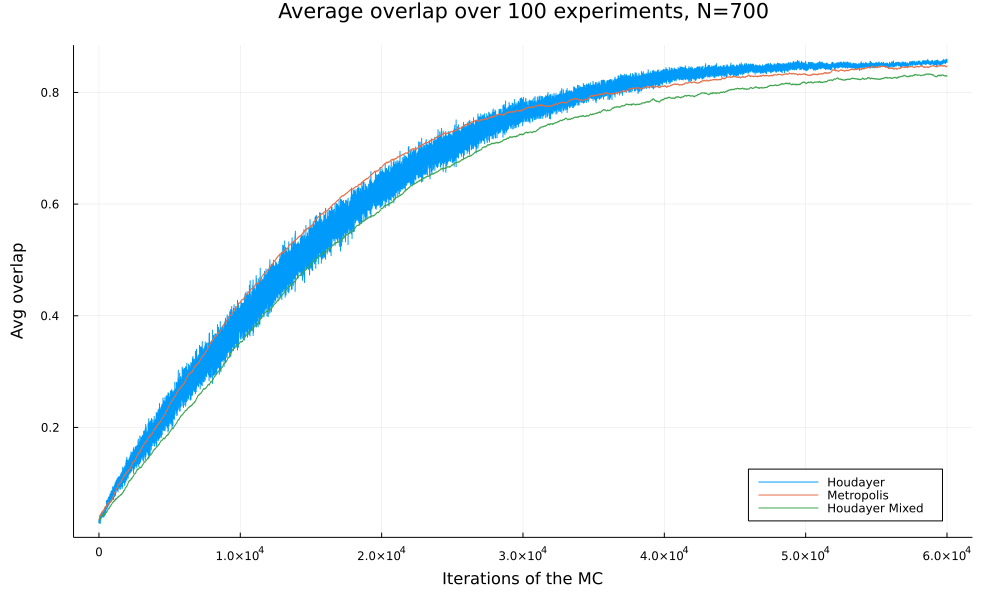 Average overlap over 100 experiments, N=700
Avg overlap
0.8
0.6
0.4
0.2
Houdayer
Metropolis
Houdayer Mixed
0 1.0×10⁴ 2.0×10⁴ 3.0×10⁴ 4.0×10⁴ 5.0×10⁴ 6.0×10⁴
Iterations of the MC